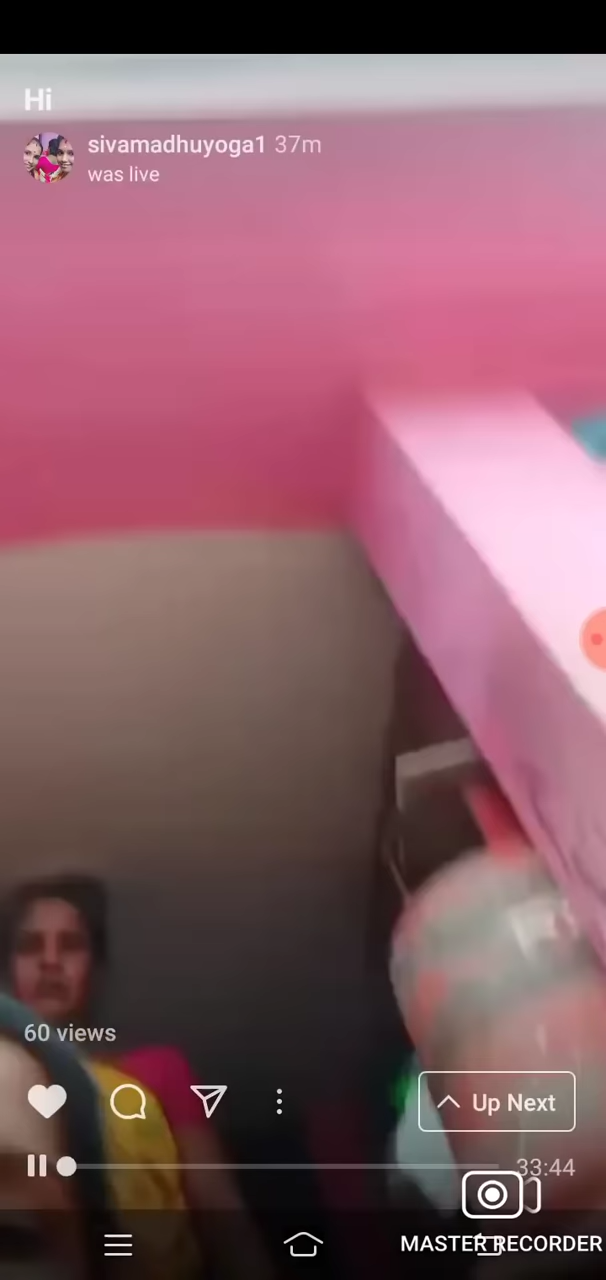 Hi
sivamadhuyoga1 37m
was live
60 views
Up Next
33:44
MASTER RECORDER